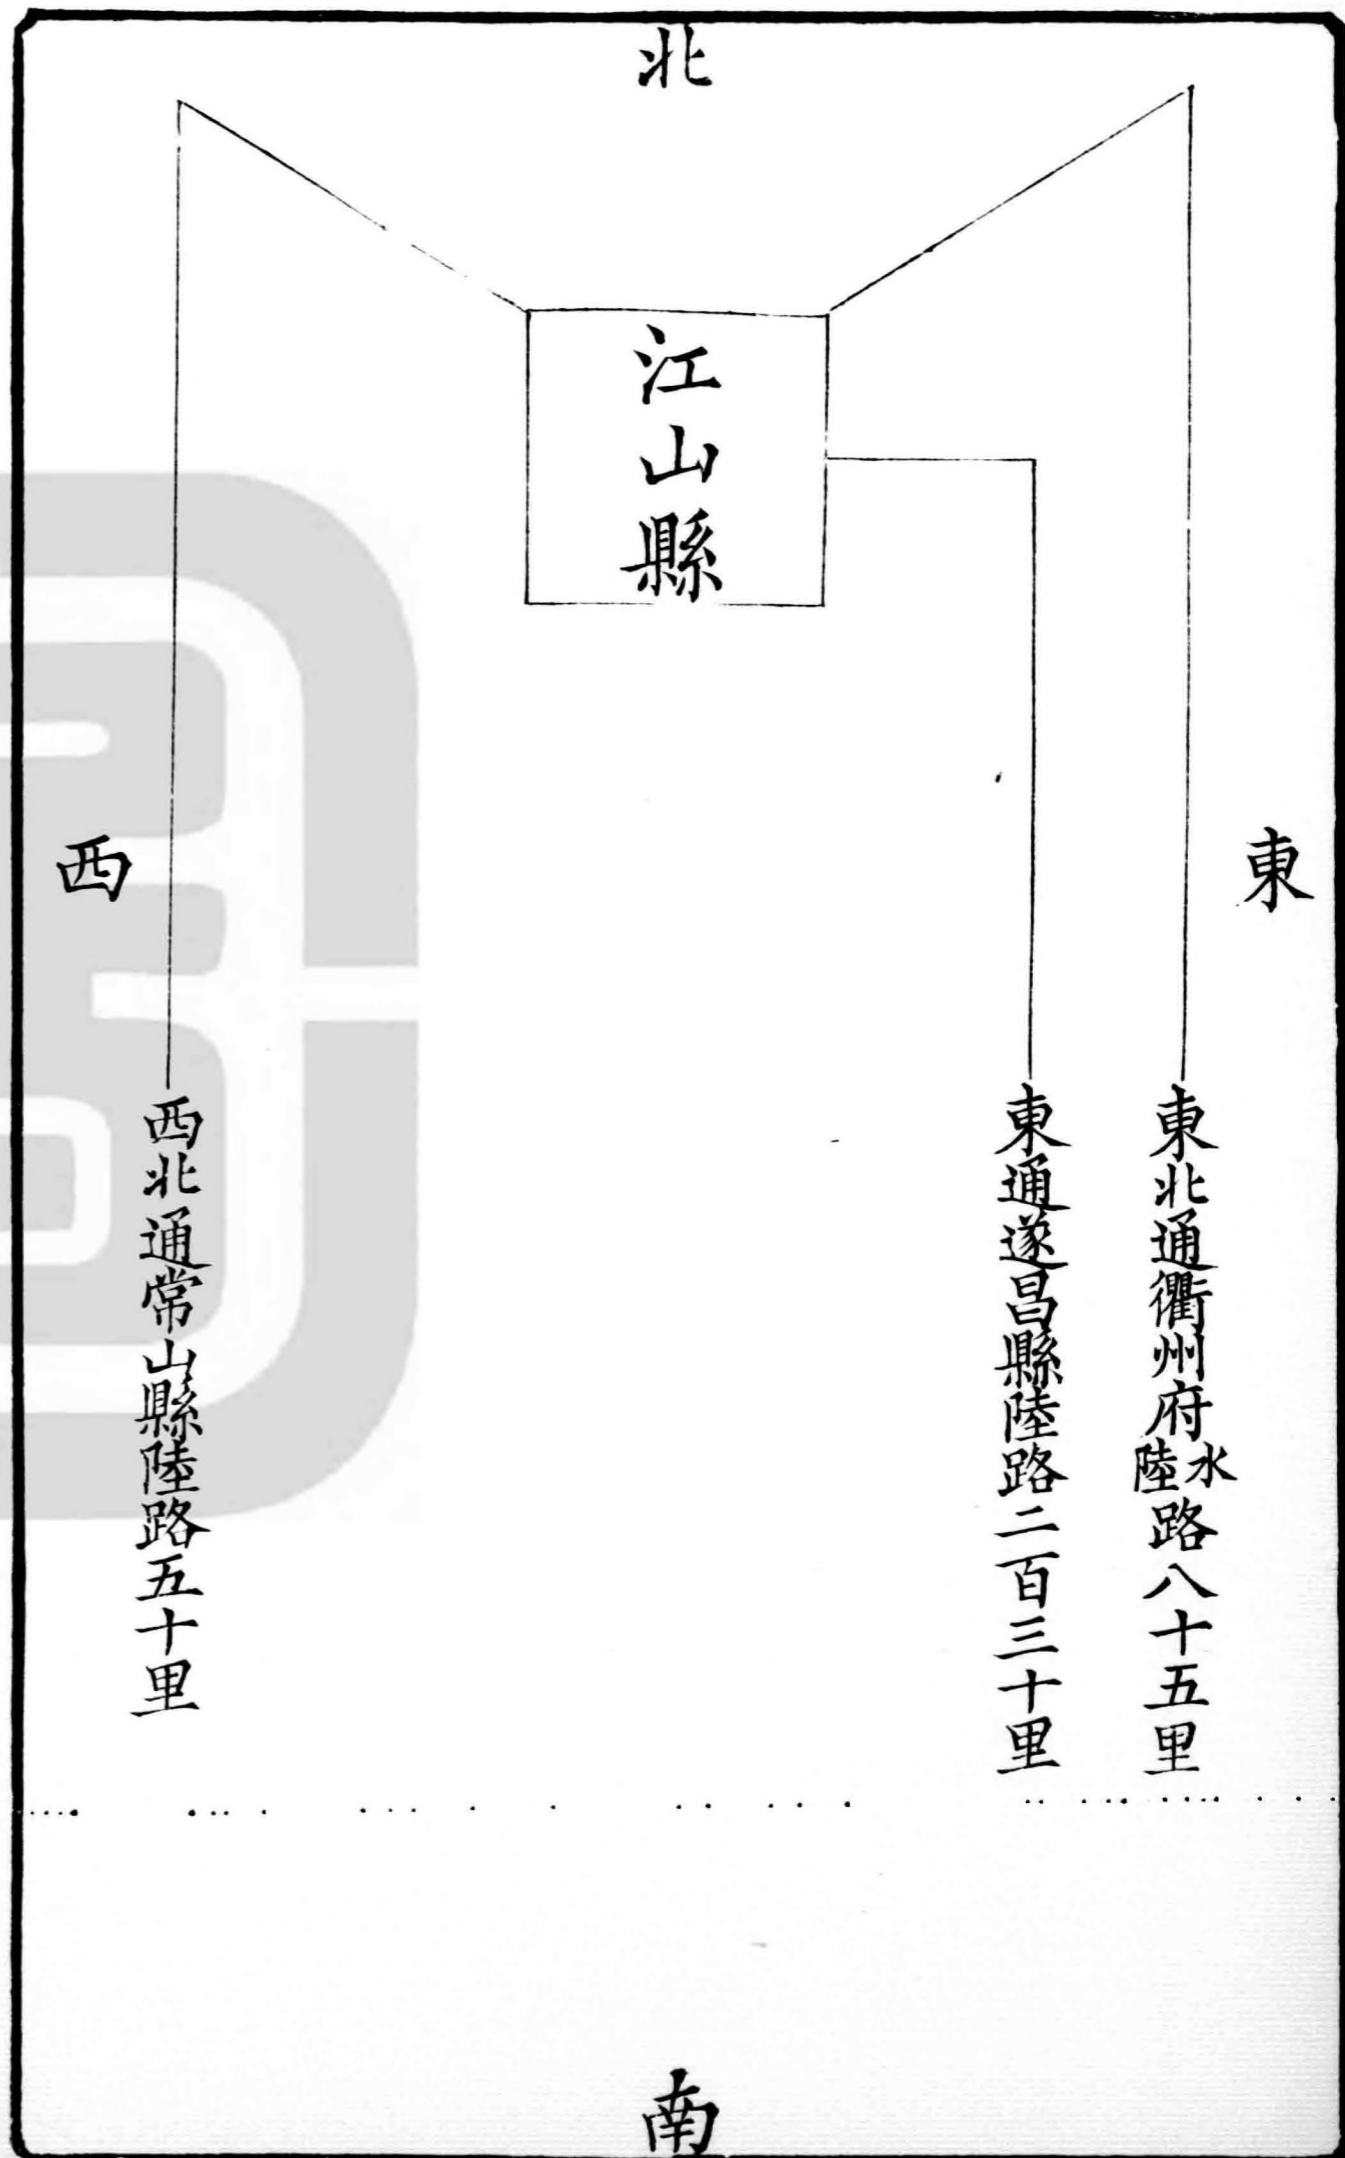 北
江山縣
東
東北通衢州府水陸路八十五里
東通遂昌縣陸路二百三十里
西北通常山縣陸路五十里
西
南